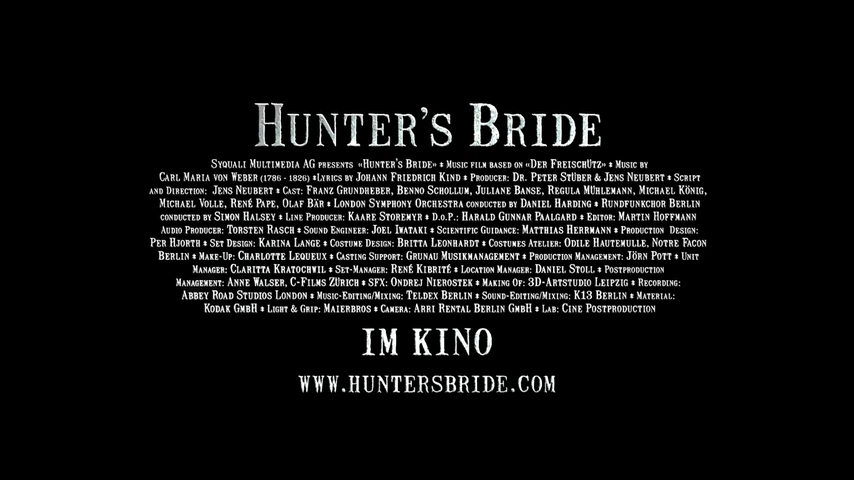 HUNTER'S BRIDE
SYQUALI MULTIMEDIA AG PRESENTS «HUNTER'S BRIDE» * MUSIC FILM BASED ON «DER FREISCHÜTZ» * MUSIC BY
CARL MARIA VON WEBER (1786 - 1826) *LYRICS BY JOHANN FRIEDRICH KIND * PRODUCER: DR. PETER STÜBER & JENS NEUBERT * SCRIPT
AND DIRECTION: JENS NEUBERT * CAST: FRANZ GRUNDHEBER, BENNO SCHOLLUM, JULIANE BANSE, REGULA MÜHLEMANN, MICHAEL KÖNIG,
MICHAEL VOLLE, RENÉ PAPE, OLAF BÄR * LONDON SYMPHONY ORCHESTRA CONDUCTED BY DANIEL HARDING * RUNDFUNKCHOR BERLIN
CONDUCTED BY SIMON HALSEY * LINE PRODUCER: KAARE STOREMYR * D.O.P.: HARALD GUNNAR PAALGARD * EDITOR: MARTIN HOFFMANN
AUDIO PRODUCER: TORSTEN RASCH * SOUND ENGINEER: JOEL IWATAKI * SCIENTIFIC GUIDANCE: MATTHIAS HERRMANN * PRODUCTION DESIGN:
PER HJORTH * SET DESIGN: KARINA LANGE * COSTUME DESIGN: BRITTA LEONHARDT * COSTUMES ATELIER: ODILE HAUTEMULLE, NOTRE FACON
BERLIN * MAKE-UP: CHARLOTTE LEQUEUX * CASTING SUPPORT: GRUNAU MUSIKMANAGEMENT * PRODUCTION MANAGEMENT: JÖRN POTT * UNIT
MANAGER: CLARITTA KRATOCHWIL * SET-MANAGER: RENÉ KIBRITÉ * LOCATION MANAGER: DANIEL STOLL * POSTPRODUCTION
MANAGEMENT: ANNE WALSER, C-FILMS ZÜRICH * SFX: ONDREJ NIEROSTEK * MAKING OF: 3D-ARTSTUDIO LEIPZIG * RECORDING:
ABBEY ROAD STUDIOS LONDON * MUSIC-EDITING/MIXING: TELDEX BERLIN * SOUND-EDITING/MIXING: K13 BERLIN * MATERIAL:
KODAK GMBH * LIGHT & GRIP: MAIERBROS * CAMERA: ARRI RENTAL BERLIN GMBH * LAB: CINE POSTPRODUCTION
IM KINO
WWW.HUNTERSBRIDE.COM